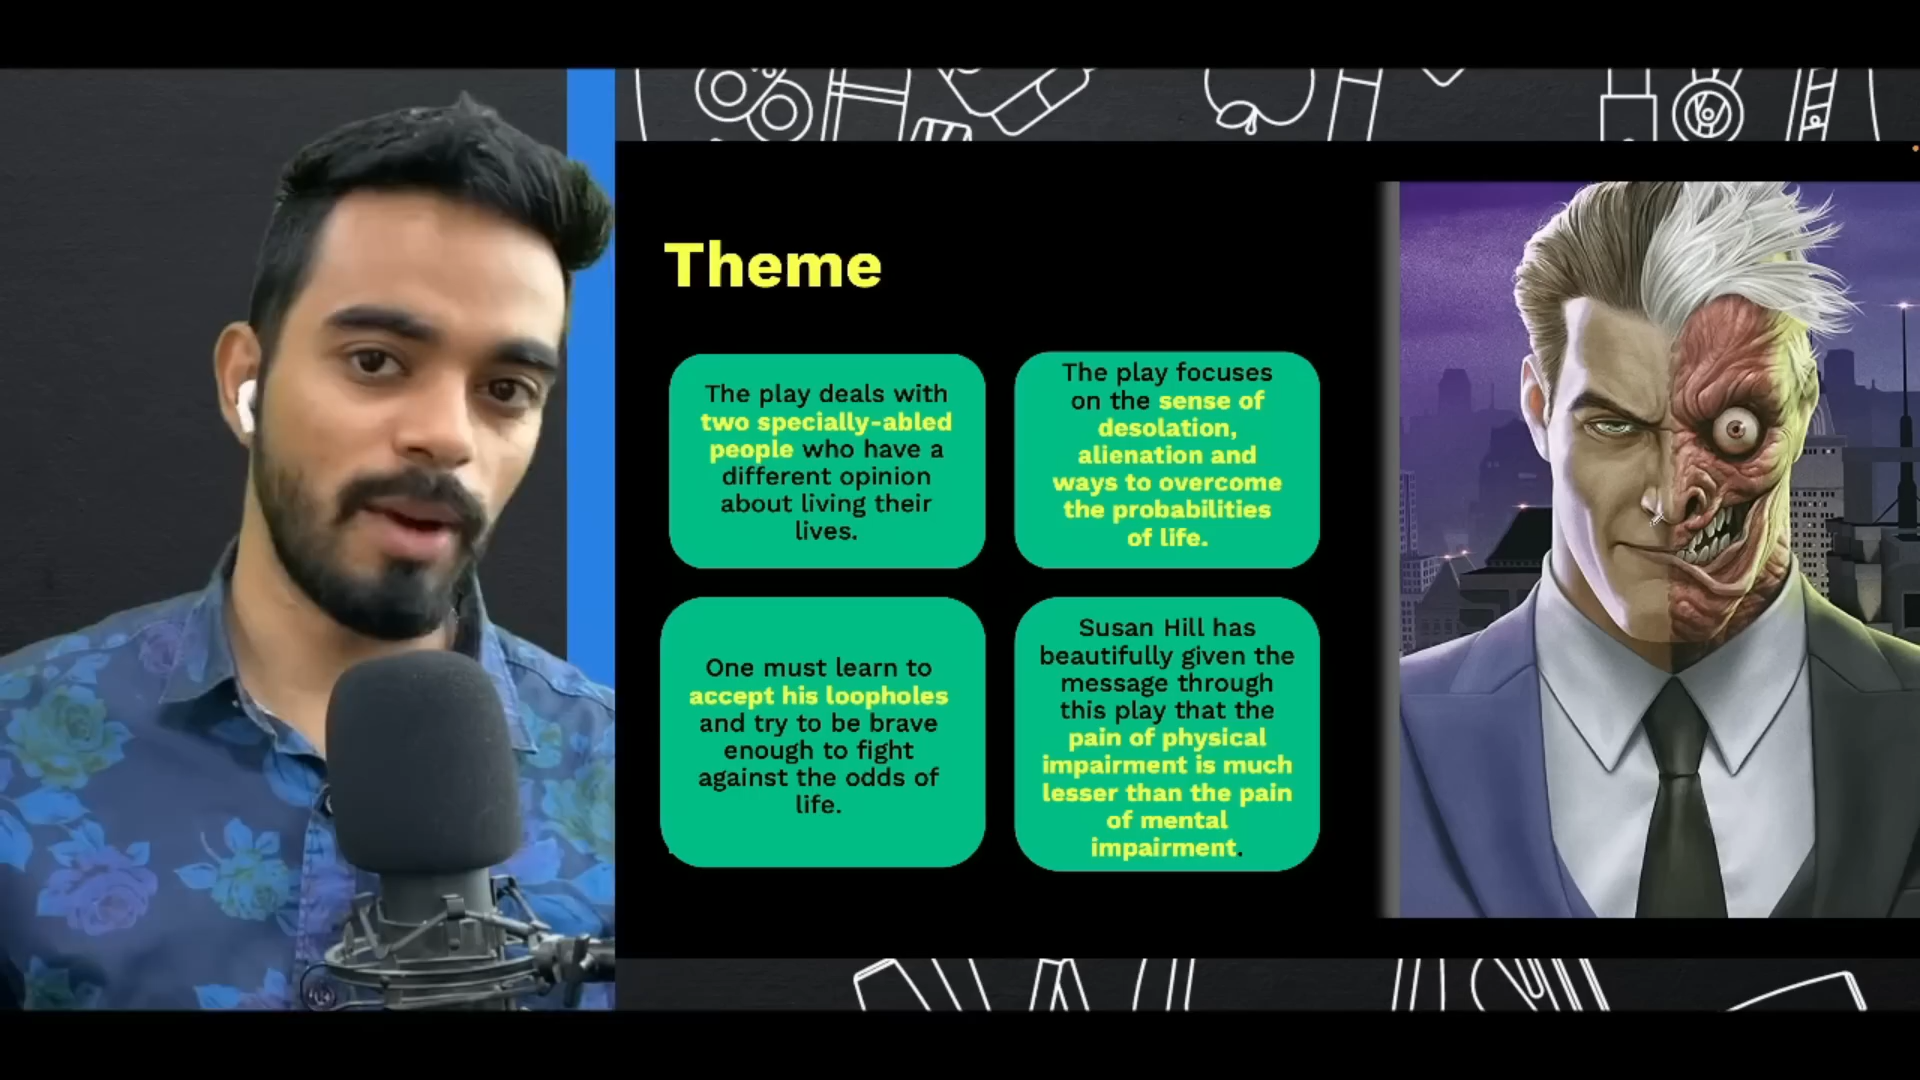 Theme
The play deals with
two specially-abled
people who have a
different opinion
about living their
lives.
The play focuses
on the sense of
desolation,
alienation and
ways to overcome
the probabilities
of life.
One must learn to
accept his loopholes
and try to be brave
enough to fight
against the odds of
life.
Susan Hill has
beautifully given the
message through
this play that the
pain of physical
impairment is much
lesser than the pain
of mental
impairment.